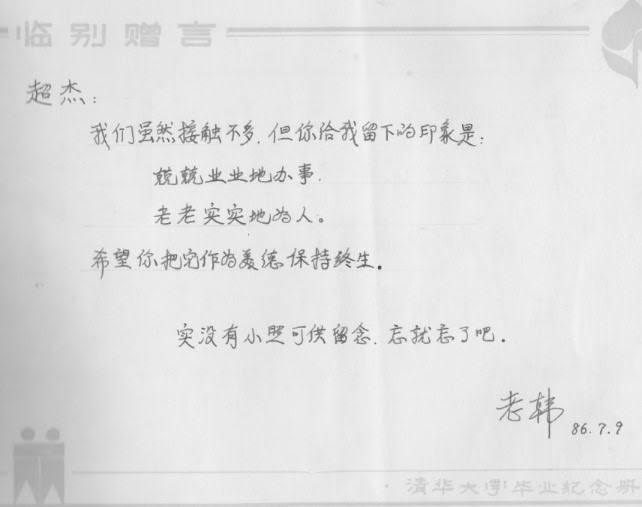 临别赠言
超杰：
我们虽然接触不多，但你给我留下的印象是：
兢兢业业地办事．
老老实实地为人。
希望你把它作为美德保持终生。
实没有小照可供留念，忘就忘了吧。
老韩
86.7.9
·清华大学毕业纪念册